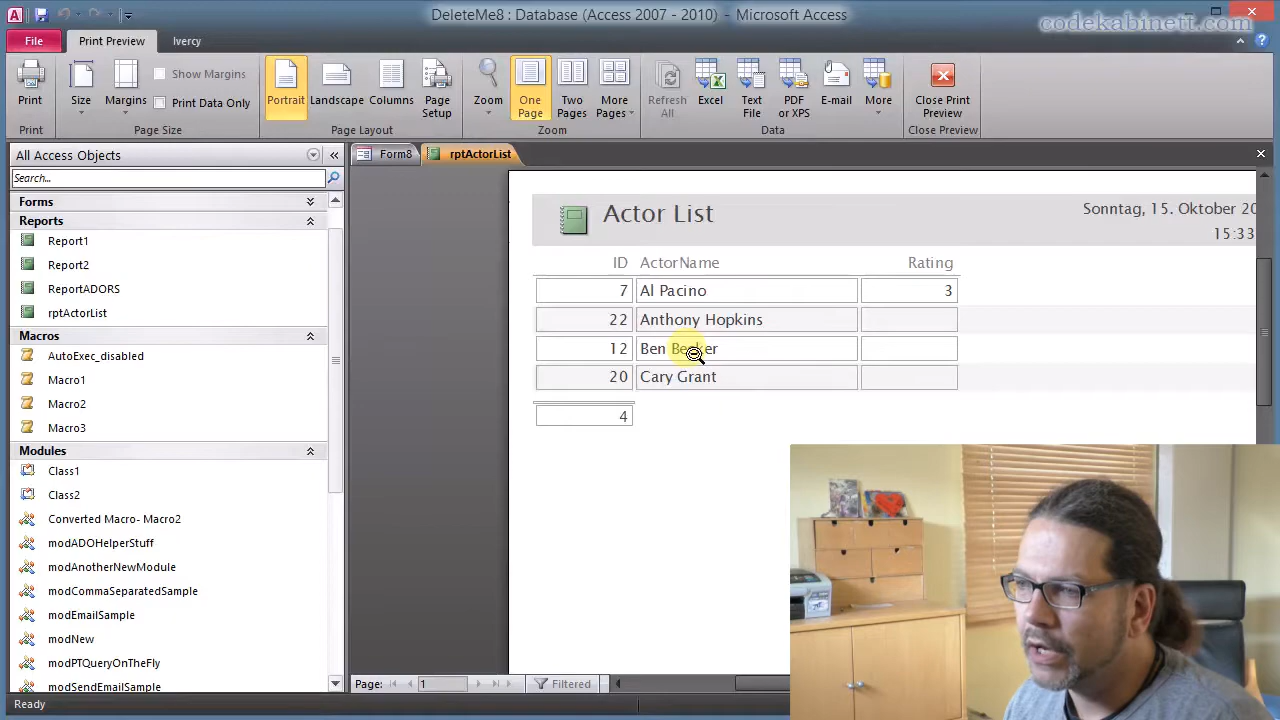 DeleteMe8 : Database (Access 2007 - 2010) - Microsoft Access
codekabinett.com
File
Print Preview
Ivercy
Print
Size
Margins
Show Margins
Print Data Only
Portrait
Landscape
Columns
Page Setup
Zoom
One Page
Two Pages
More Pages
Refresh All
Excel
Text File
PDF or XPS
E-mail
More
Close Print Preview
Print
Page Size
Page Layout
Zoom
Data
Close Preview
All Access Objects
Search...
Forms
Reports
Report1
Report2
ReportADORS
rptActorList
Macros
AutoExec_disabled
Macro1
Macro2
Macro3
Modules
Class1
Class2
Converted Macro- Macro2
modADOHelperStuff
modAnotherNewModule
modCommaSeparatedSample
modEmailSample
modNew
modPTQueryOnTheFly
modSendEmailSample
Form8
rptActorList
Actor List
Sonntag, 15. Oktober 20
15:33
ID ActorName Rating
7 Al Pacino 3
22 Anthony Hopkins
12 Ben Becker
20 Cary Grant
4
Page: 1
Filtered
Ready